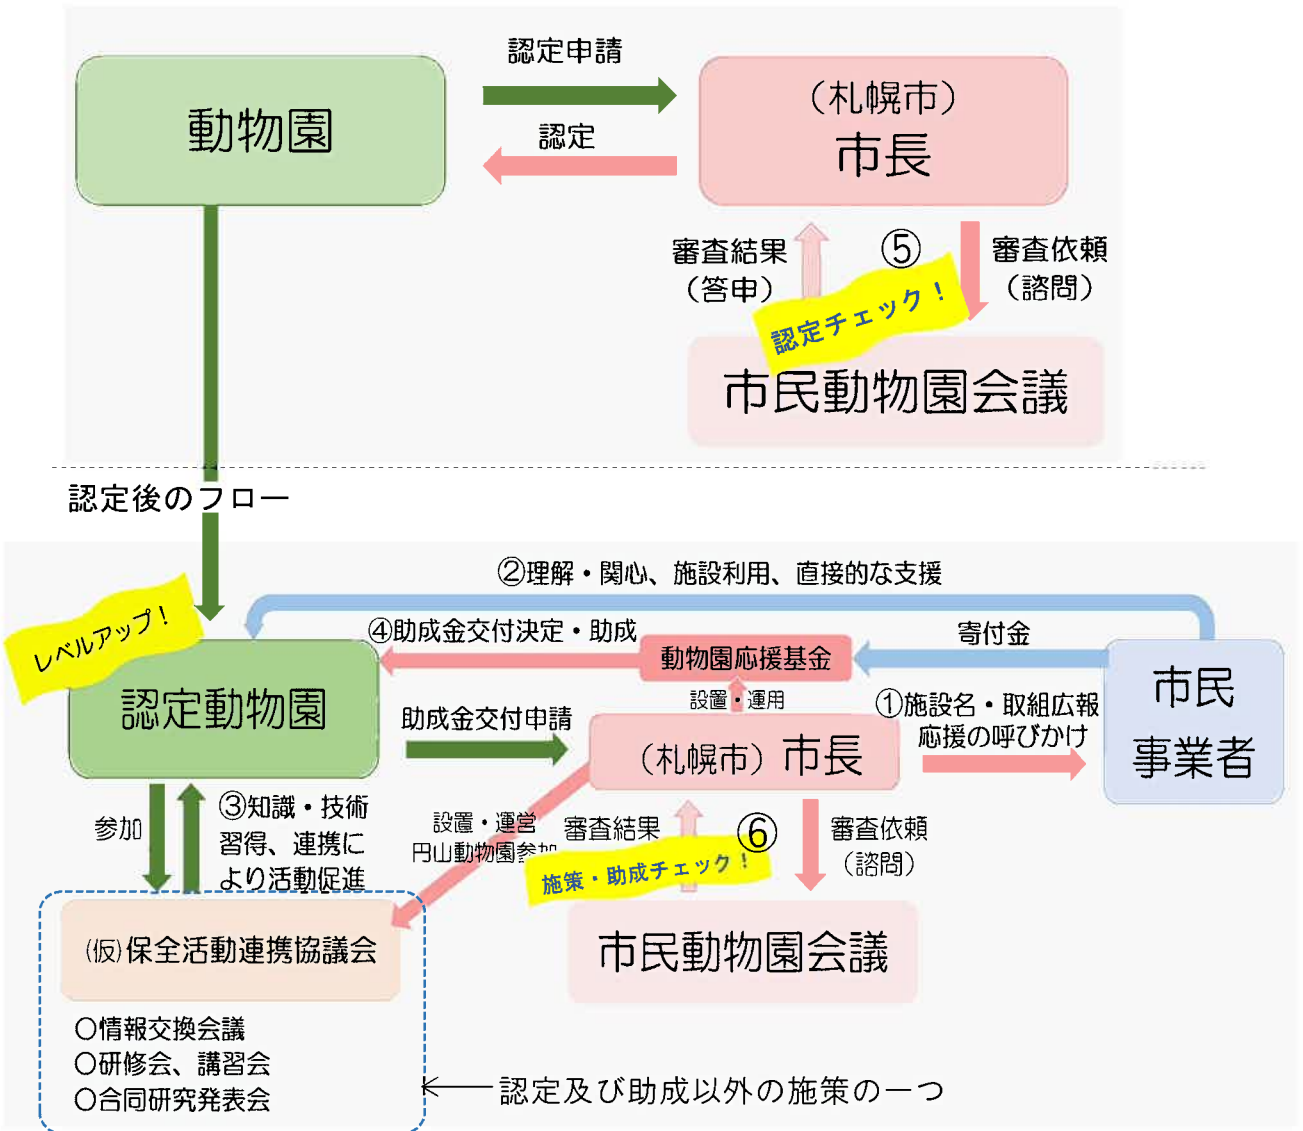 認定申請
動物園
認定
（札幌市）
市長
審査結果
（答申）
⑤
審査依頼
（諮問）
認定チェック！
市民動物園会議
認定後のフロー
②理解・関心、施設利用、直接的な支援
レベルアップ！
④助成金交付決定・助成
動物園応援基金
寄付金
認定動物園
設置・運用
助成金交付申請
（札幌市）市長
①施設名・取組広報
応援の呼びかけ
市民
事業者
参加
③知識・技術
習得、連携に
より活動促進
設置・運営
円山動物園参加
審査結果
⑥
審査依頼
（諮問）
施策・助成チェック！
(仮)保全活動連携協議会
市民動物園会議
〇情報交換会議
〇研修会、講習会
〇合同研究発表会
認定及び助成以外の施策の一つ